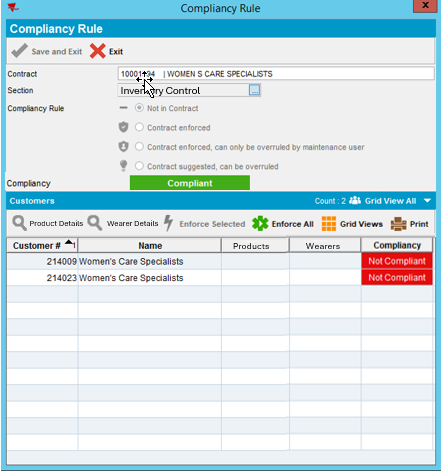 Compliancy Rule
Compliancy Rule
Save and Exit Exit
Contract | WOMEN S CARE SPECIALISTS
Section Inventory Control
Compliancy Rule Not in Contract
Contract enforced
Contract enforced, can only be overruled by maintenance user
Contract suggested, can be overruled
Compliancy Compliant
Customers Count : 2 Grid View All
Product Details Wearer Details Enforce Selected Enforce All Grid Views Print
Customer # 1 Name Products Wearers Compliancy
214009 Women's Care Specialists Not Compliant
214023 Women's Care Specialists Not Compliant